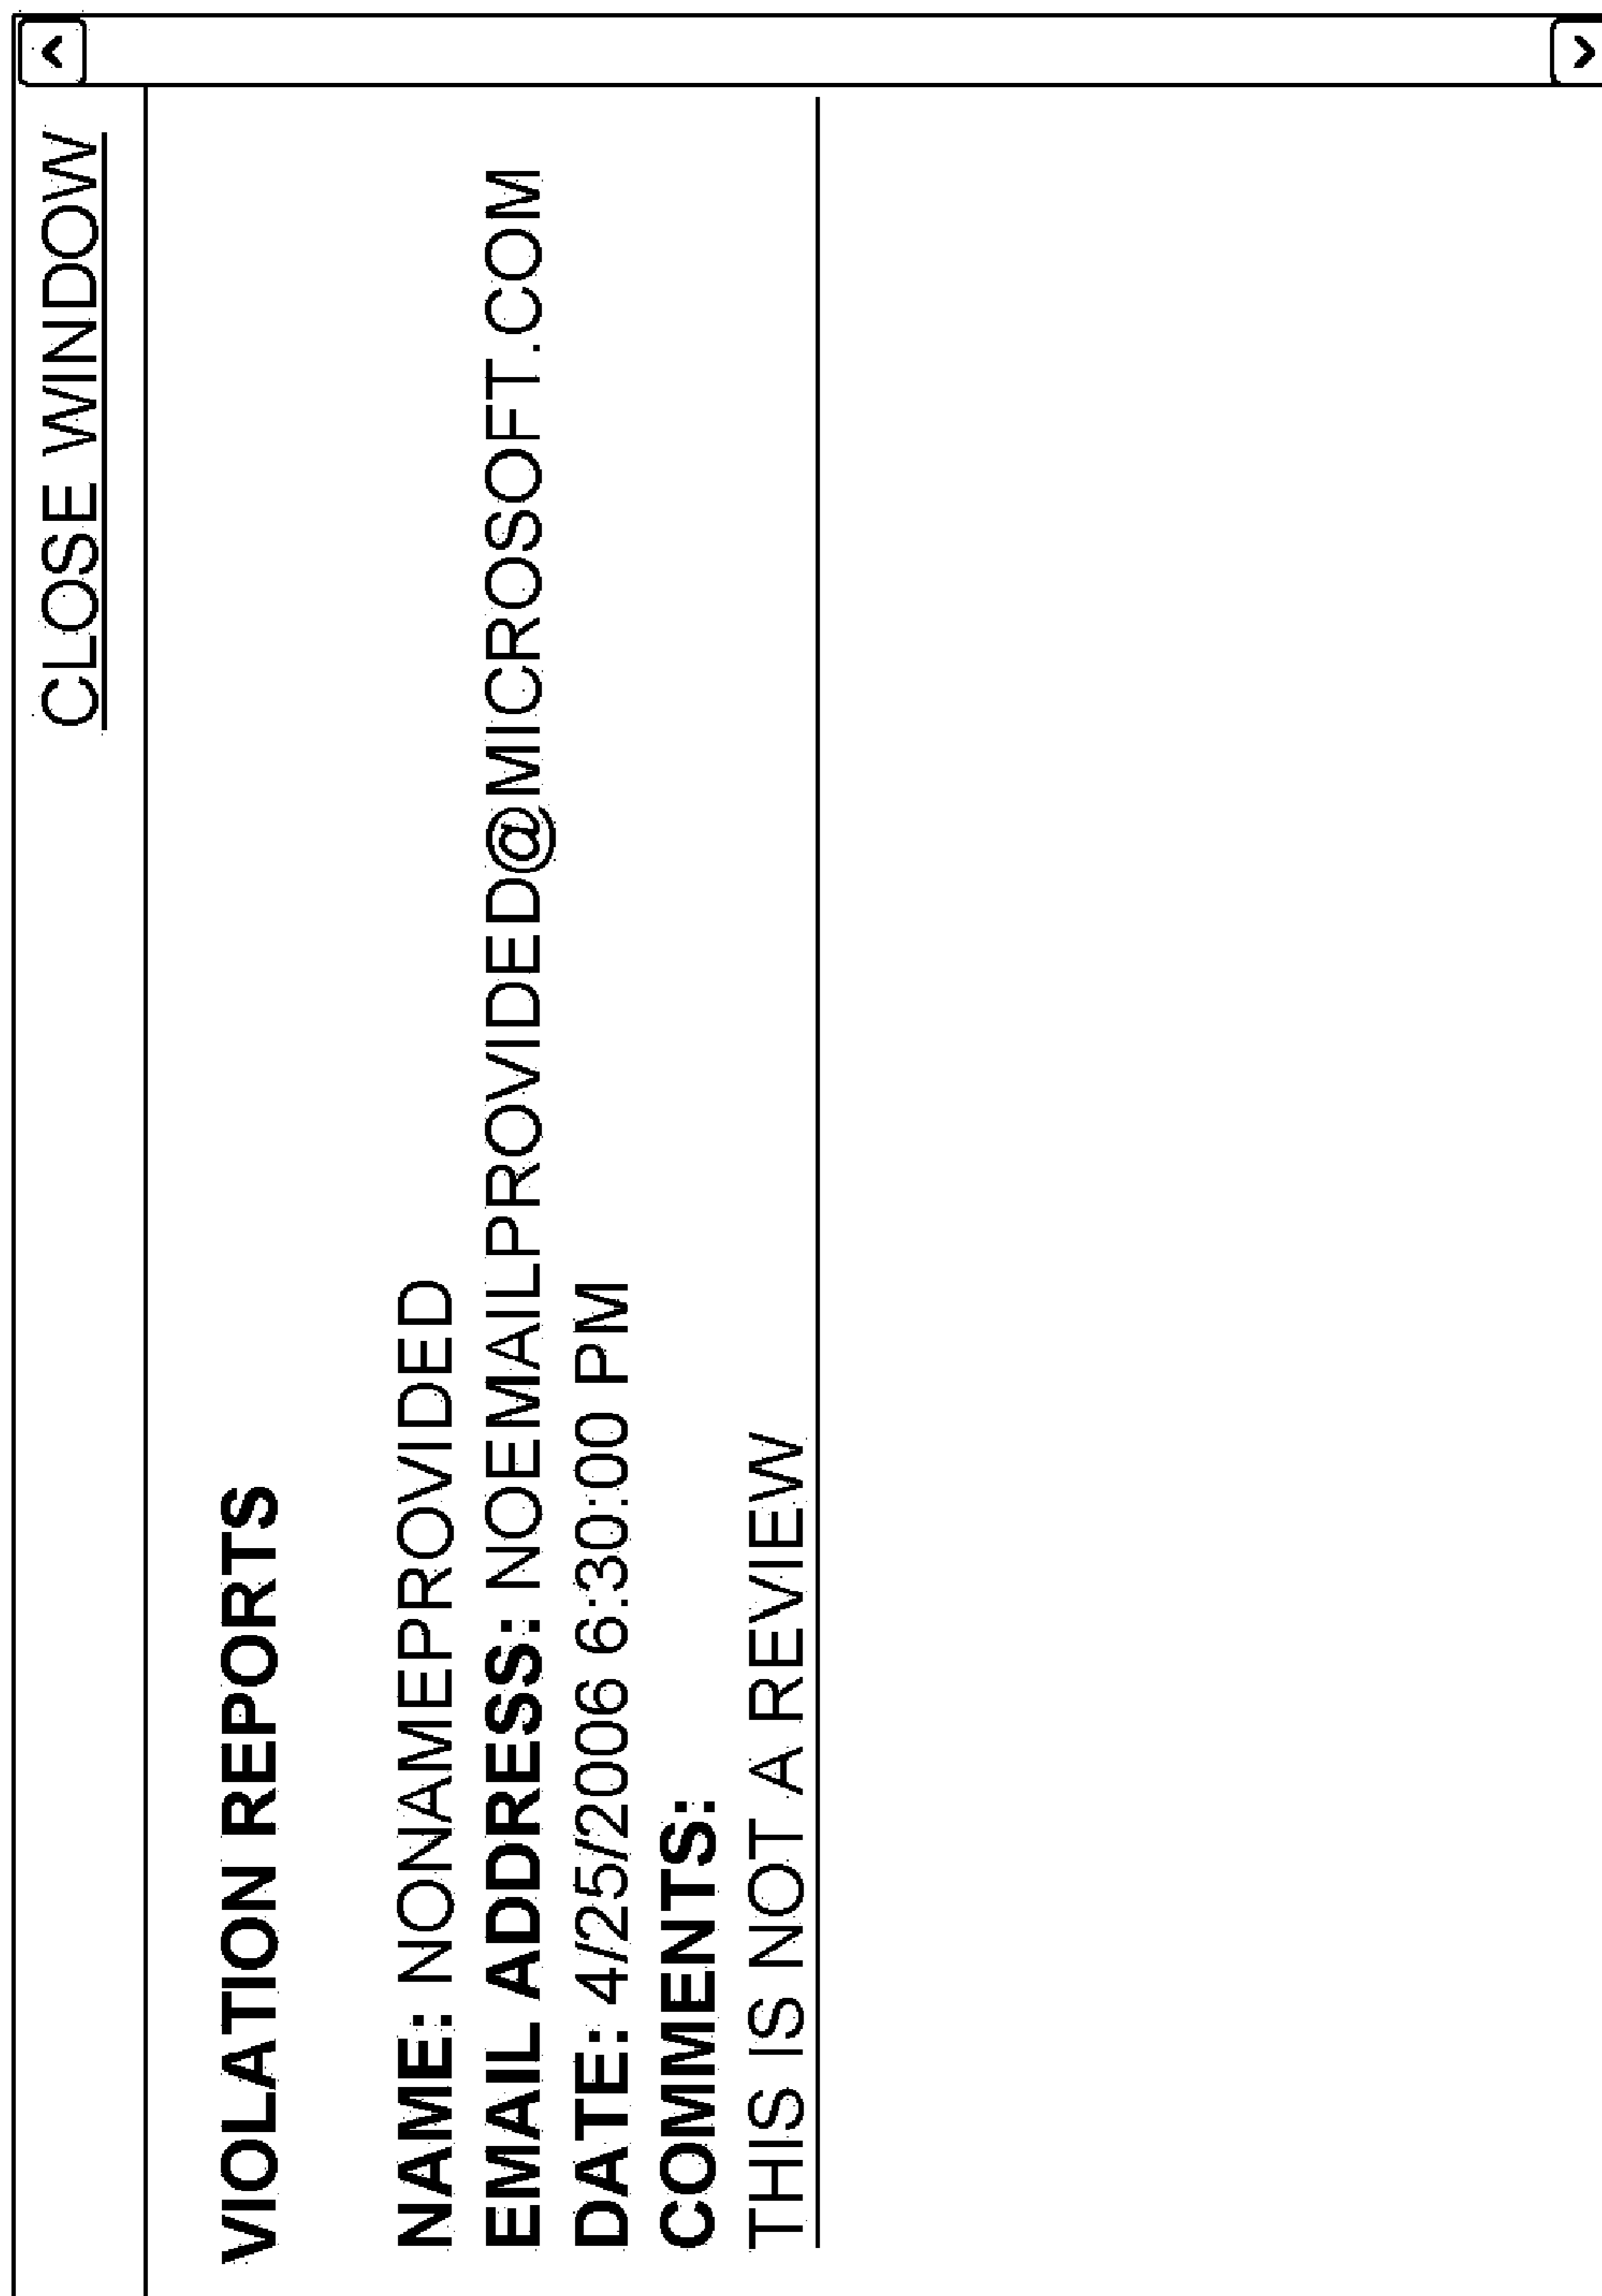 CLOSE WINDOW
VIOLATION REPORTS
NAME: NONAMEPROVIDED
EMAIL ADDRESS: NOEMAILPROVIDED@MICROSOFT.COM
DATE: 4/25/2006 6:30:00 PM
COMMENTS:
THIS IS NOT A REVIEW